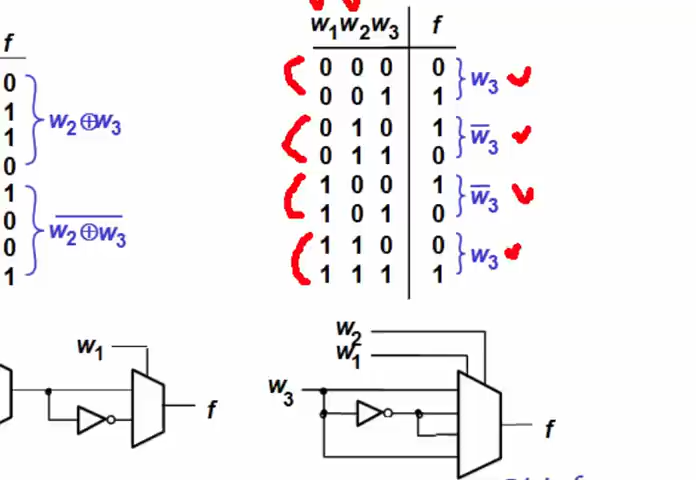 f
0
1
1
0
w2⊕w3
1
0
0
1
w2⊕w3
w1w2w3 f
0 0 0 0
0 0 1 1
w3
0 1 0 1
0 1 1 0
w̅3
1 0 0 1
1 0 1 0
w̅3
1 1 0 0
1 1 1 1
w3
w1
f
w2
w1
w3
f